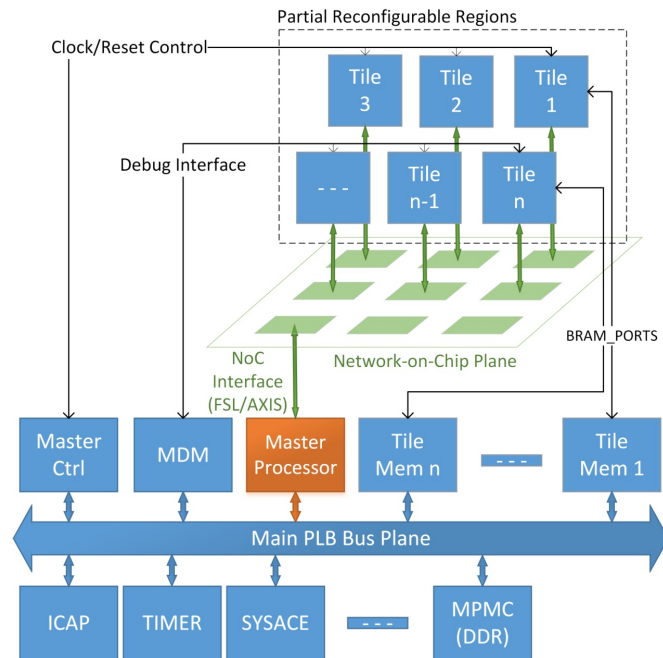 Partial Reconfigurable Regions
Clock/Reset Control
Tile
3
Tile
2
Tile
1
Debug Interface
- - -
Tile
n-1
Tile
n
BRAM_PORTS
NoC
Interface
(FSL/AXIS)
Network-on-Chip Plane
Master
Ctrl
MDM
Master
Processor
Tile
Mem n
- - -
Tile
Mem 1
Main PLB Bus Plane
ICAP
TIMER
SYSACE
- - -
MPMC
(DDR)